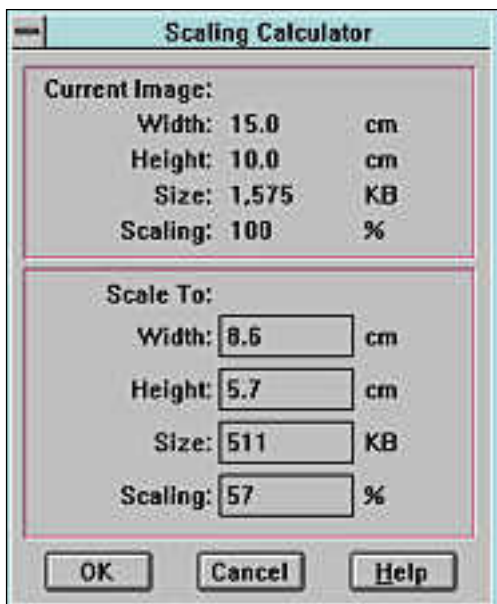 Scaling Calculator
Current Image:
Width: 15.0 cm
Height: 10.0 cm
Size: 1,575 KB
Scaling: 100 %
Scale To:
Width: 8.6 cm
Height: 5.7 cm
Size: 511 KB
Scaling: 57 %
OK Cancel Help